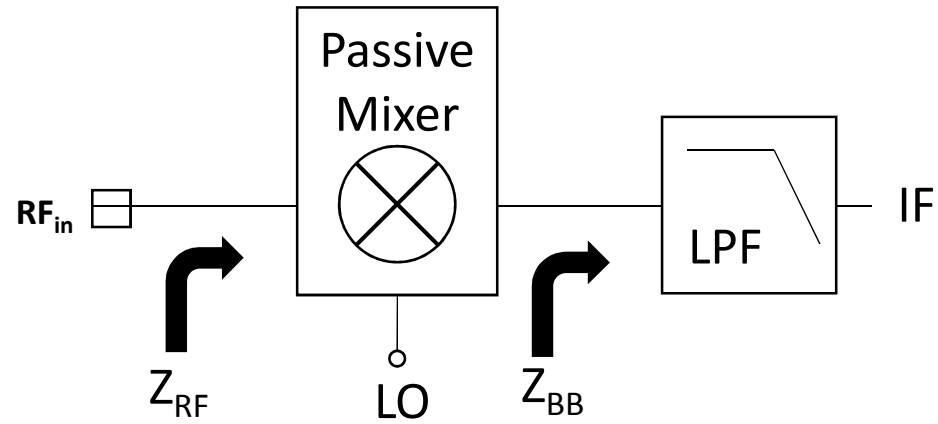 Passive
Mixer
RFin
LPF
IF
ZRF
LO
ZBB